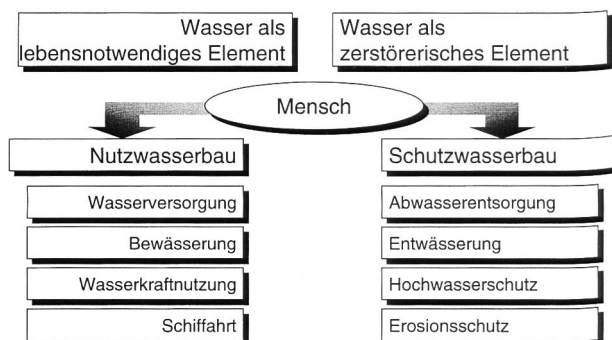 Wasser als
lebensnotwendiges Element
Wasser als
zerstörerisches Element
Mensch
Nutzwasserbau
Schutzwasserbau
Wasserversorgung
Abwasserentsorgung
Bewässerung
Entwässerung
Wasserkraftnutzung
Hochwasserschutz
Schiffahrt
Erosionsschutz